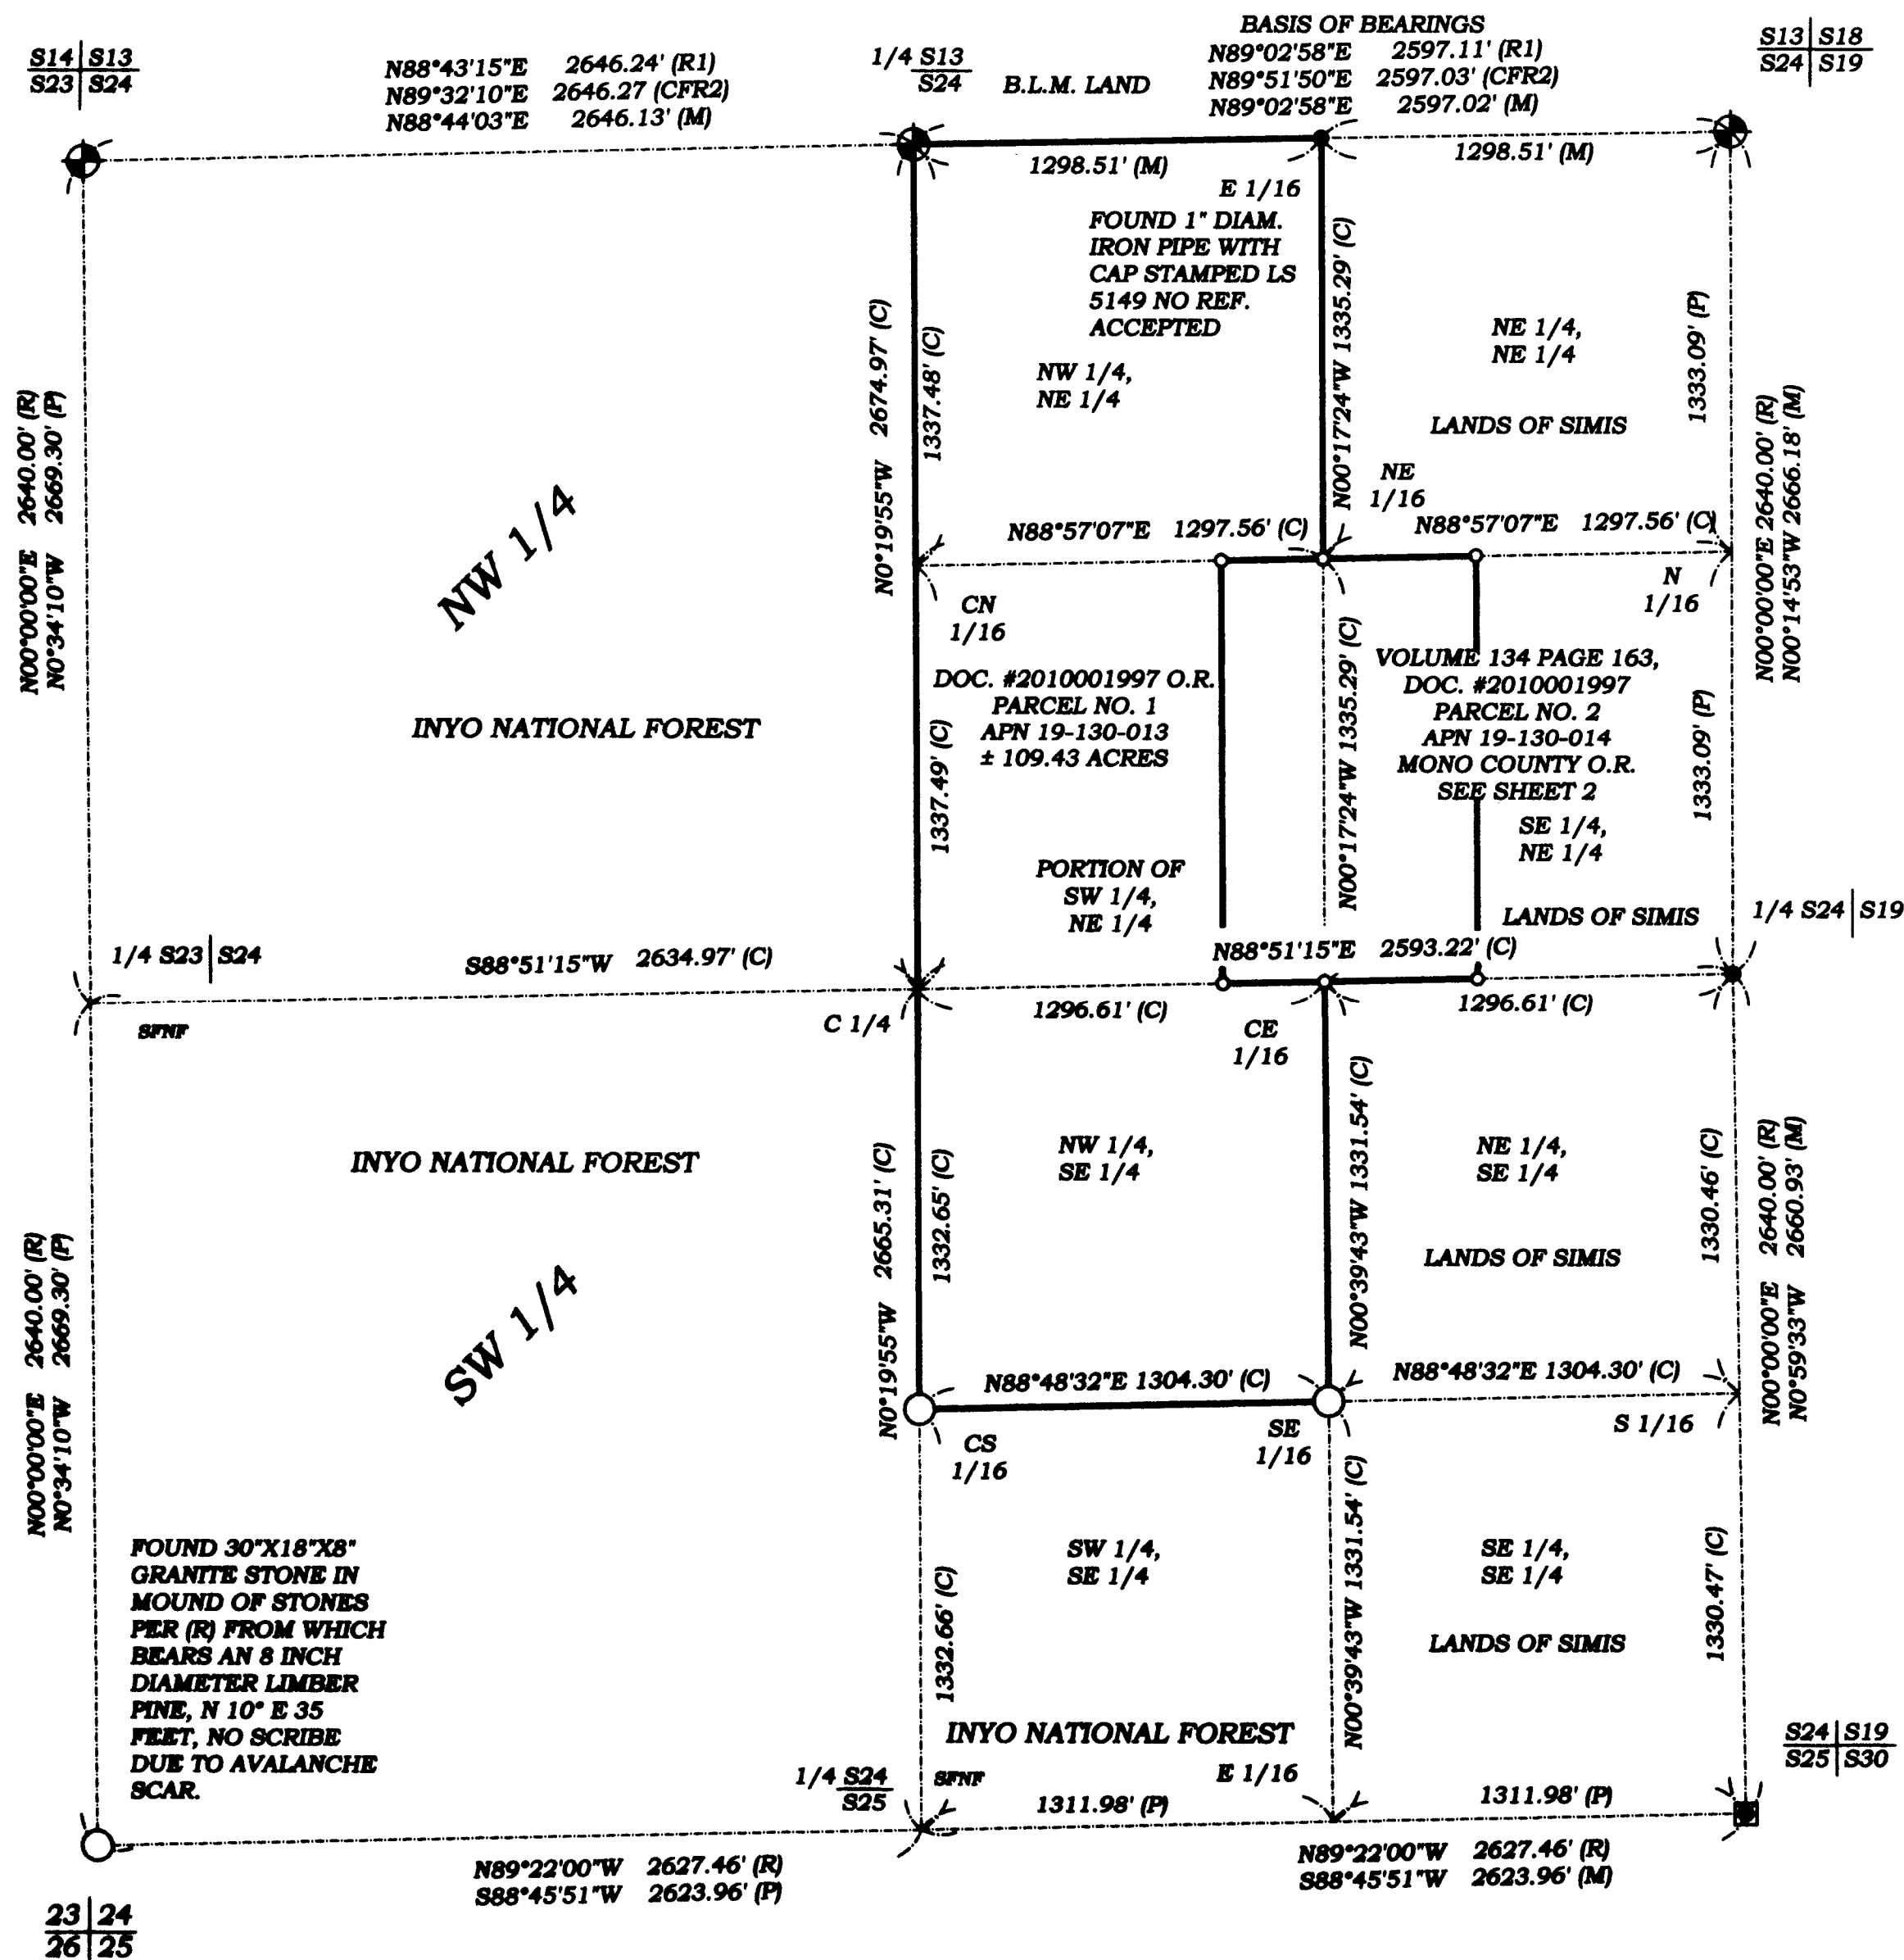 BASIS OF BEARINGS
S14 S13
S23 S24
N88°43'15"E 2646.24' (R1)
N89°32'10"E 2646.27 (CFR2)
N88°44'03"E 2646.13' (M)
1/4 S13
S24
B.L.M. LAND
N89°02'58"E 2597.11' (R1)
N89°51'50"E 2597.03' (CFR2)
N89°02'58"E 2597.02' (M)
S13 S18
S24 S19
1298.51' (M)
1298.51' (M)
E 1/16
FOUND 1" DIAM.
IRON PIPE WITH
CAP STAMPED LS
5149 NO REF.
ACCEPTED
N00°17'24"W 1335.29' (C)
NW 1/4,
NE 1/4
NE 1/4,
NE 1/4
LANDS OF SIMIS
1333.09' (P)
N00°00'00"E 2640.00' (R)
N0°34'10"W 2669.30' (P)
N0°19'55"W 2674.97' (C)
1337.48' (C)
N00°00'00"E 2640.00' (R)
N00°14'53"W 2666.18' (M)
NE
1/16
NW 1/4
N88°57'07"E 1297.56' (C)
N88°57'07"E 1297.56' (C)
CN
1/16
N
1/16
INYO NATIONAL FOREST
DOC. #2010001997 O.R.
PARCEL NO. 1
APN 19-130-013
± 109.43 ACRES
N00°17'24"W 1335.29' (C)
VOLUME 134 PAGE 163,
DOC. #2010001997
PARCEL NO. 2
APN 19-130-014
MONO COUNTY O.R.
SEE SHEET 2
1337.49' (C)
1333.09' (P)
SE 1/4,
NE 1/4
PORTION OF
SW 1/4,
NE 1/4
LANDS OF SIMIS
1/4 S24 S19
1/4 S23 S24
S88°51'15"W 2634.97' (C)
N88°51'15"E 2593.22' (C)
SFNF
C 1/4
1296.61' (C)
1296.61' (C)
CE
1/16
INYO NATIONAL FOREST
NW 1/4,
SE 1/4
NE 1/4,
SE 1/4
LANDS OF SIMIS
N00°39'43"W 1331.54' (C)
1330.46' (C)
N00°00'00"E 2640.00' (R)
N0°59'33"W 2660.93' (M)
N0°19'55"W 2665.31' (C)
1332.65' (C)
N00°00'00"E 2640.00' (R)
N0°34'10"W 2669.30' (P)
SW 1/4
N88°48'32"E 1304.30' (C)
N88°48'32"E 1304.30' (C)
CS
1/16
SE
1/16
S 1/16
FOUND 30"X18"X8"
GRANITE STONE IN
MOUND OF STONES
PER (R) FROM WHICH
BEARS AN 8 INCH
DIAMETER LIMBER
PINE, N 10° E 35
FEET, NO SCRIBE
DUE TO AVALANCHE
SCAR.
SW 1/4,
SE 1/4
SE 1/4,
SE 1/4
LANDS OF SIMIS
1332.66' (C)
N00°39'43"W 1331.54' (C)
1330.47' (C)
INYO NATIONAL FOREST
S24 S19
S25 S30
1/4 S24
S25
SFNF
E 1/16
1311.98' (P)
1311.98' (P)
N89°22'00"W 2627.46' (R)
S88°45'51"W 2623.96' (P)
N89°22'00"W 2627.46' (R)
S88°45'51"W 2623.96' (M)
23 24
26 25